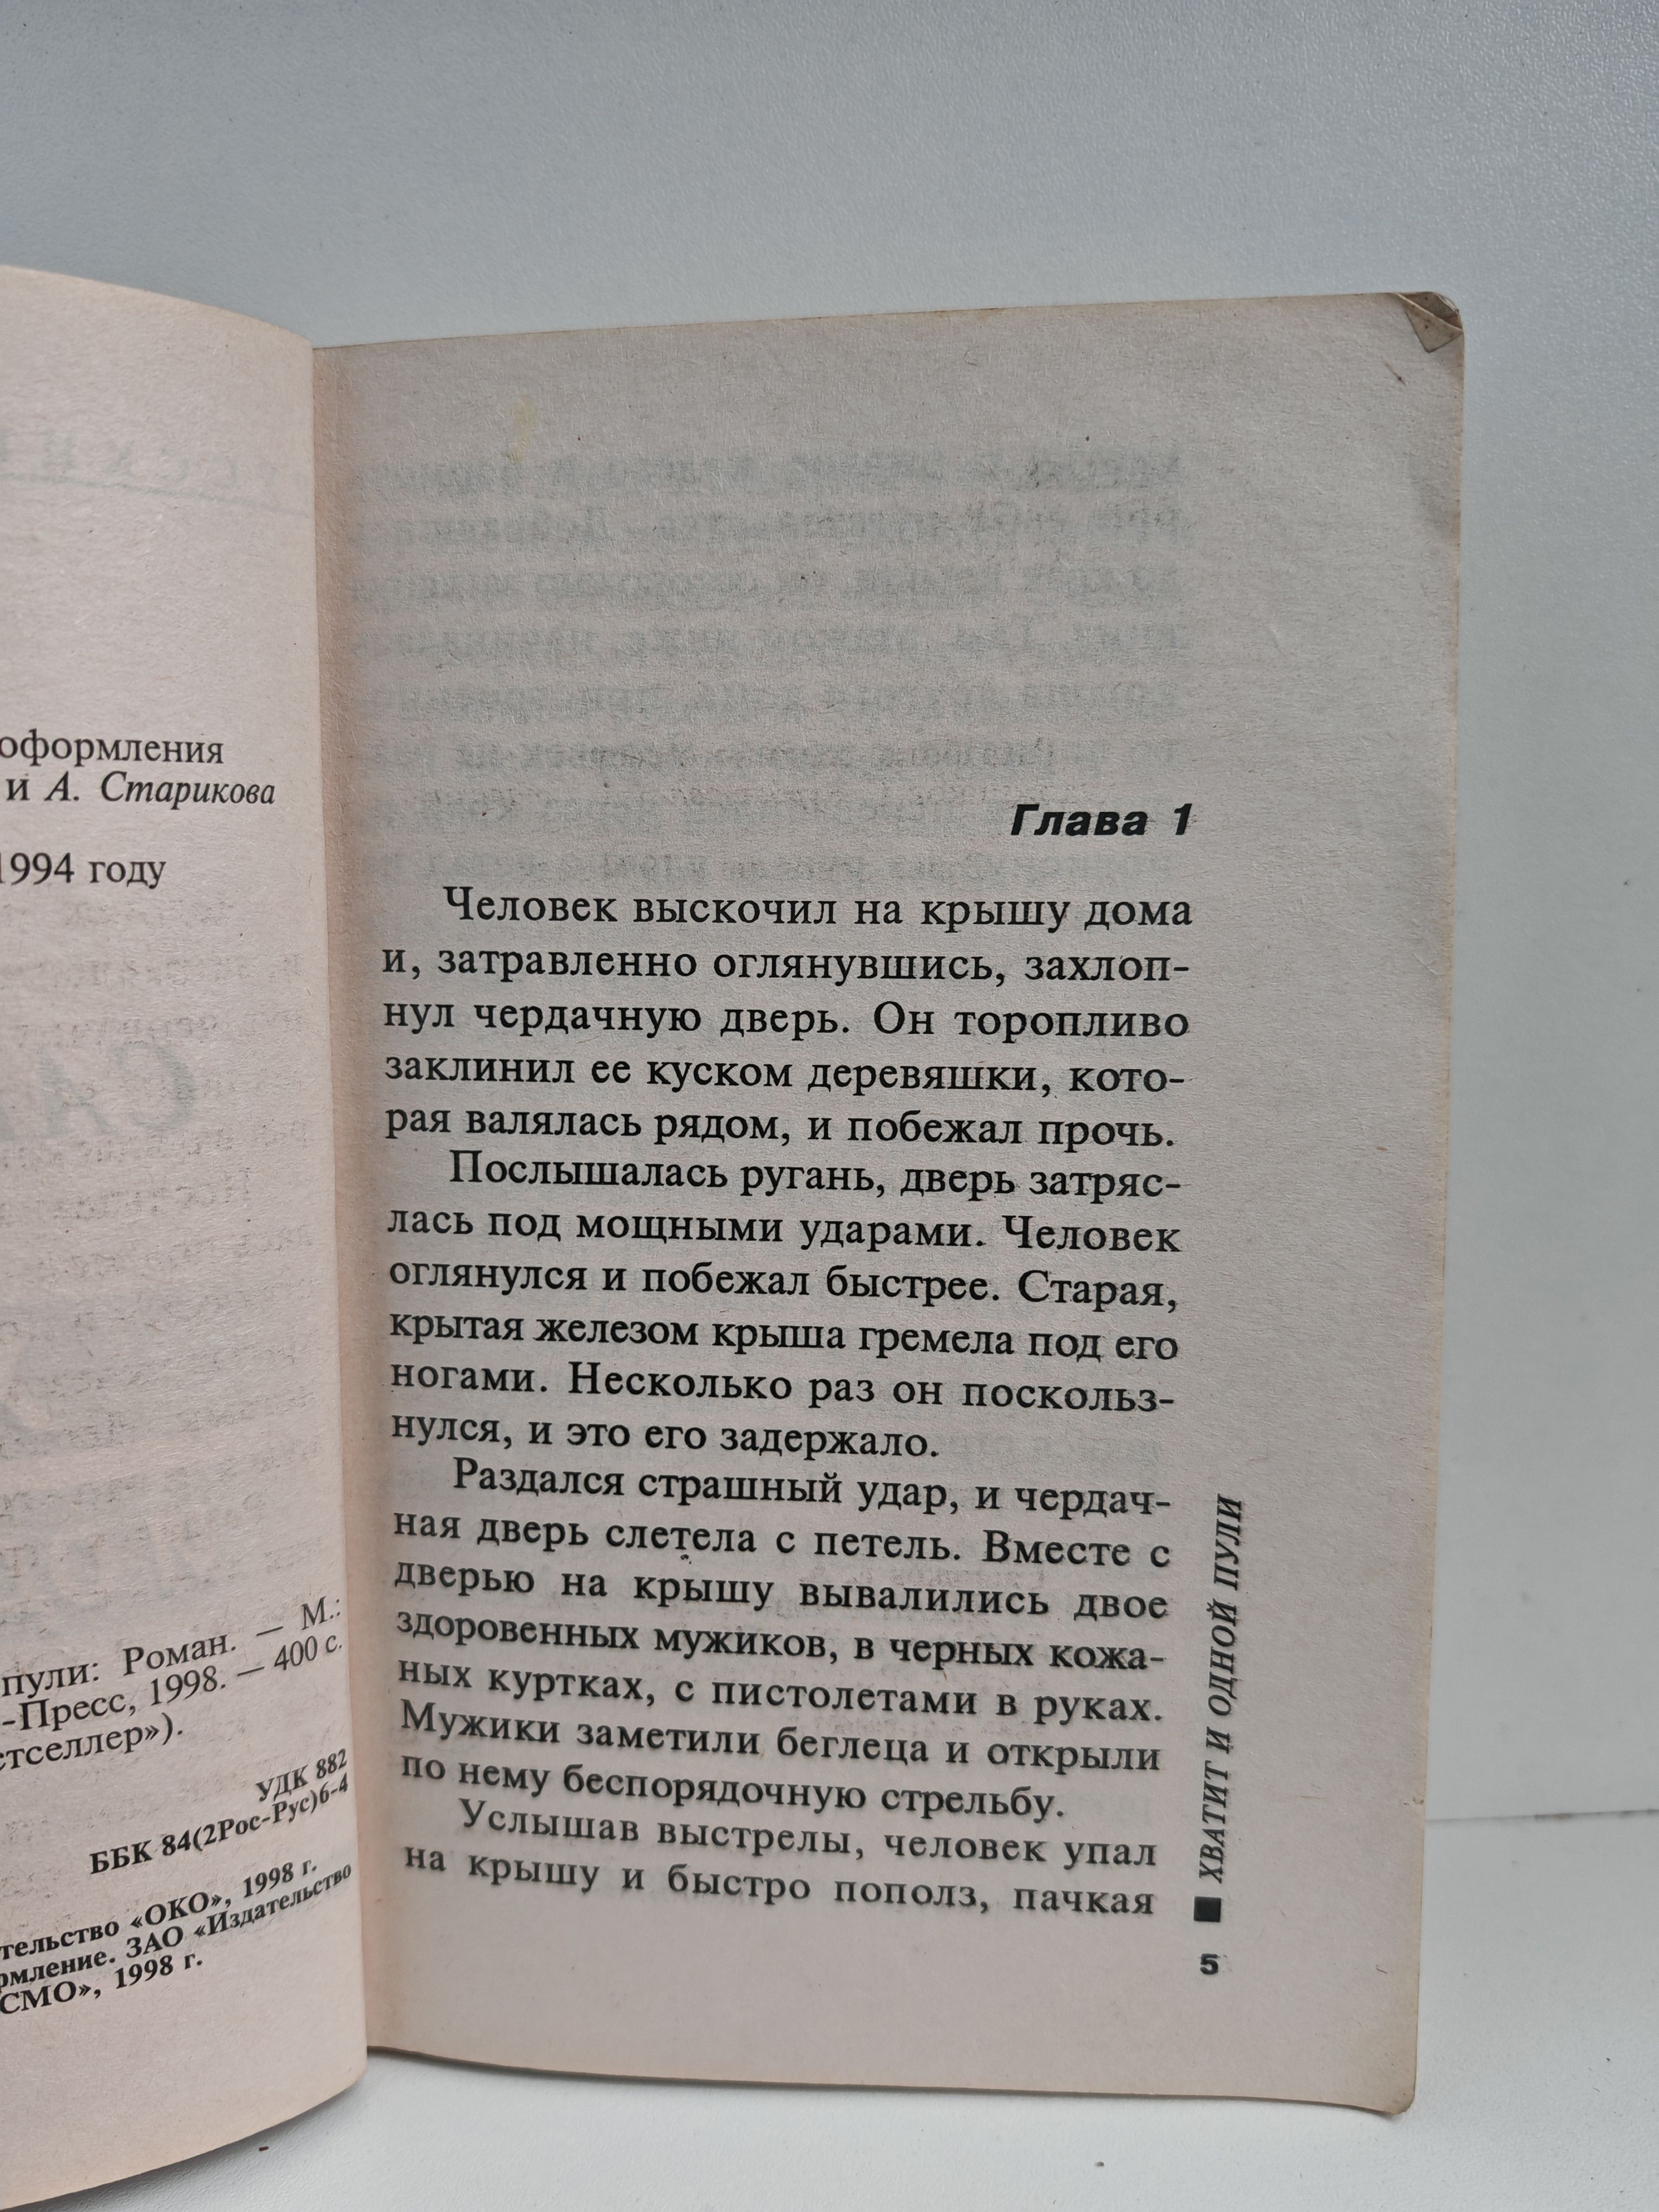 оформления
и А. Старикова
1994 году
пули: Роман. — М.:
-Пресс, 1998. — 400 с.
стселлер»).
УДК 882
ББК 84(2Рос-Рус)6-4
тельство «ОКО», 1998 г.
рмление. ЗАО «Издательство
СМО», 1998 г.
Глава 1
Человек выскочил на крышу дома
и, затравленно оглянувшись, захлоп-
нул чердачную дверь. Он торопливо
заклинил ее куском деревяшки, кото-
рая валялась рядом, и побежал прочь.
Послышалась ругань, дверь затряс-
лась под мощными ударами. Человек
оглянулся и побежал быстрее. Старая,
крытая железом крыша гремела под его
ногами. Несколько раз он поскольз-
нулся, и это его задержало.
Раздался страшный удар, и чердач-
ная дверь слетела с петель. Вместе с
дверью на крышу вывалились двое
здоровенных мужиков, в черных кожа-
ных куртках, с пистолетами в руках.
Мужики заметили беглеца и открыли
по нему беспорядочную стрельбу.
Услышав выстрелы, человек упал
на крышу и быстро пополз, пачкая
ХВАТИТ И ОДНОЙ ПУЛИ
5